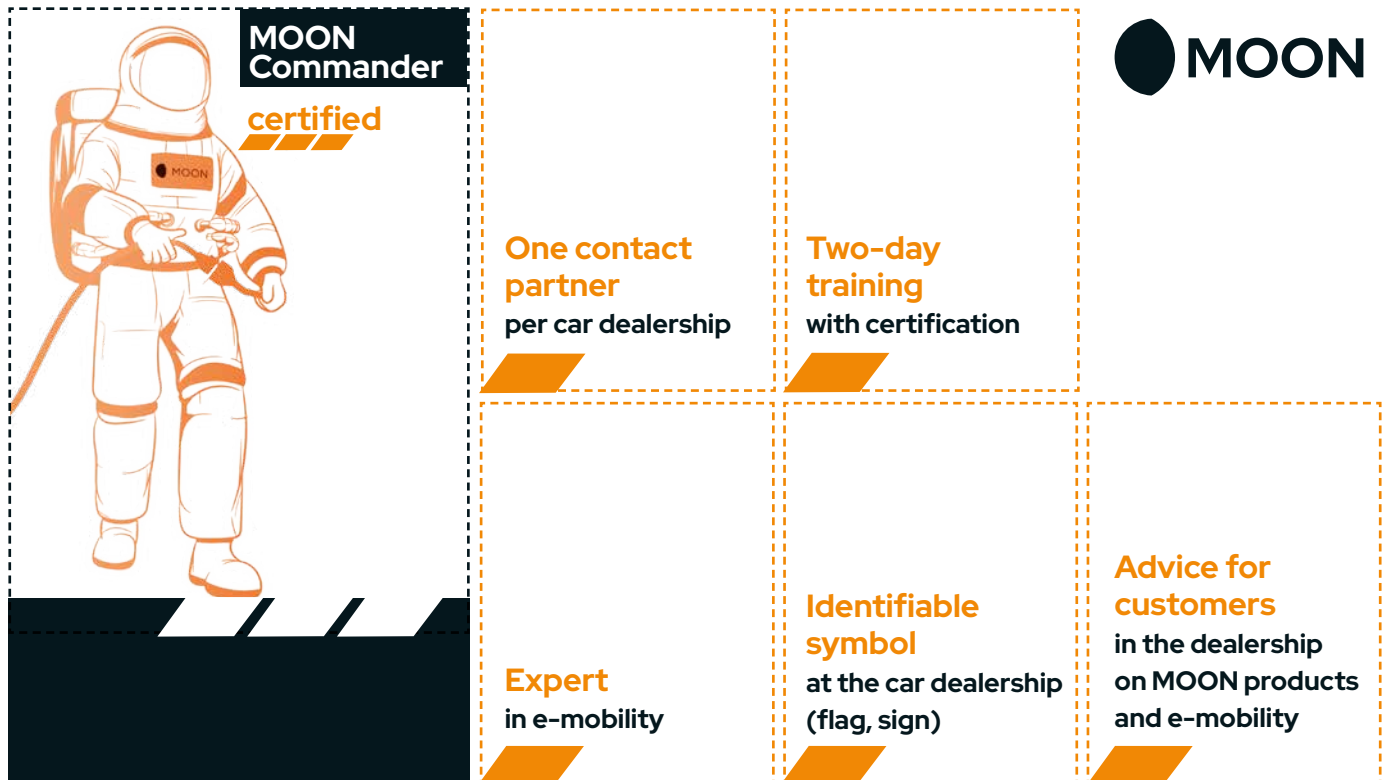 MOON
Commander
certified
MOON
One contact
partner
per car dealership
Two-day
training
with certification
MOON
Expert
in e-mobility
Identifiable
symbol
at the car dealership
(flag, sign)
Advice for
customers
in the dealership
on MOON products
and e-mobility